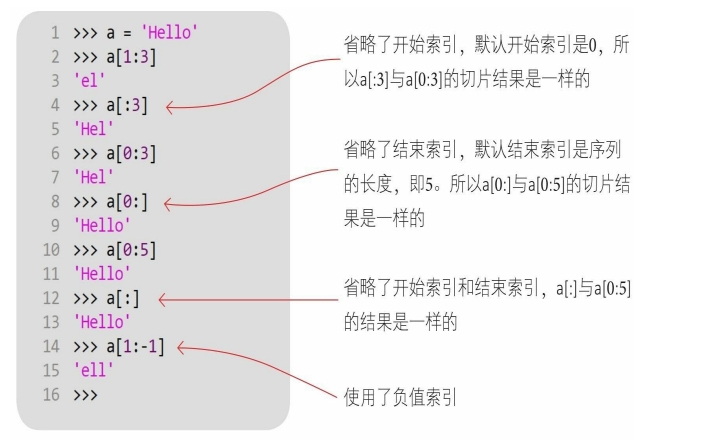 1 >>> a = 'Hello'
2 >>> a[1:3]
3 'el'
4 >>> a[:3]
5 'Hel'
6 >>> a[0:3]
7 'Hel'
8 >>> a[0:]
9 'Hello'
10 >>> a[0:5]
11 'Hello'
12 >>> a[:]
13 'Hello'
14 >>> a[1:-1]
15 'ell'
16 >>>
省略了开始索引，默认开始索引是0，所
以a[:3]与a[0:3]的切片结果是一样的
省略了结束索引，默认结束索引是序列
的长度，即5。所以a[0:]与a[0:5]的切片结
果是一样的
省略了开始索引和结束索引，a[:]与a[0:5]
的结果是一样的
使用了负值索引